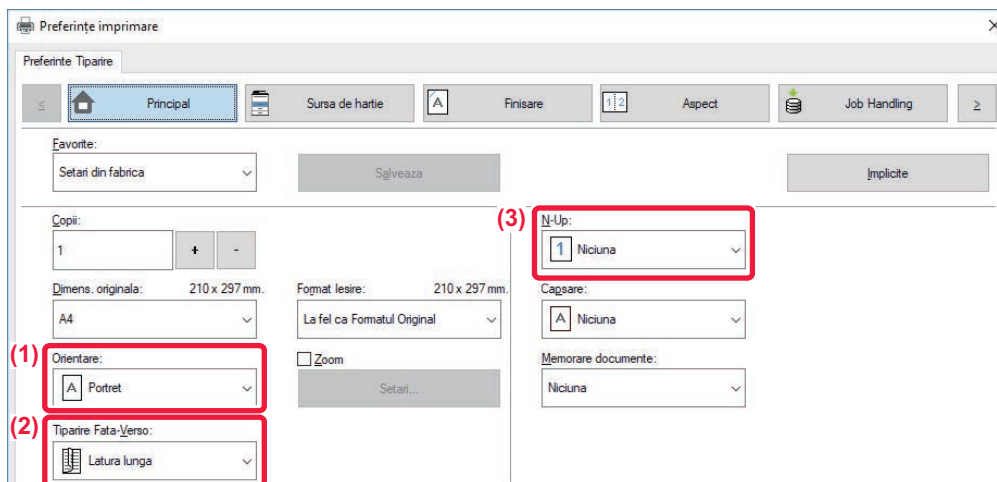 Preferințe imprimare
Preferinte Tiparire
Principal
Sursa de hartie
A
Finisare
1 2
Aspect
Job Handling
Favorite:
Setari din fabrica
Salveaza
Implicite
Copii:
1
+
-
(3)
N-Up:
1 Niciuna
Dimens. originala: 210 x 297 mm.
A4
Format Iesire: 210 x 297 mm.
La fel ca Formatul Original
Capsare:
A Niciuna
(1)
Orientare:
A Portret
Zoom
Setari...
Memorare documente:
Niciuna
(2)
Tiparire Fata-Verso:
Latura lunga